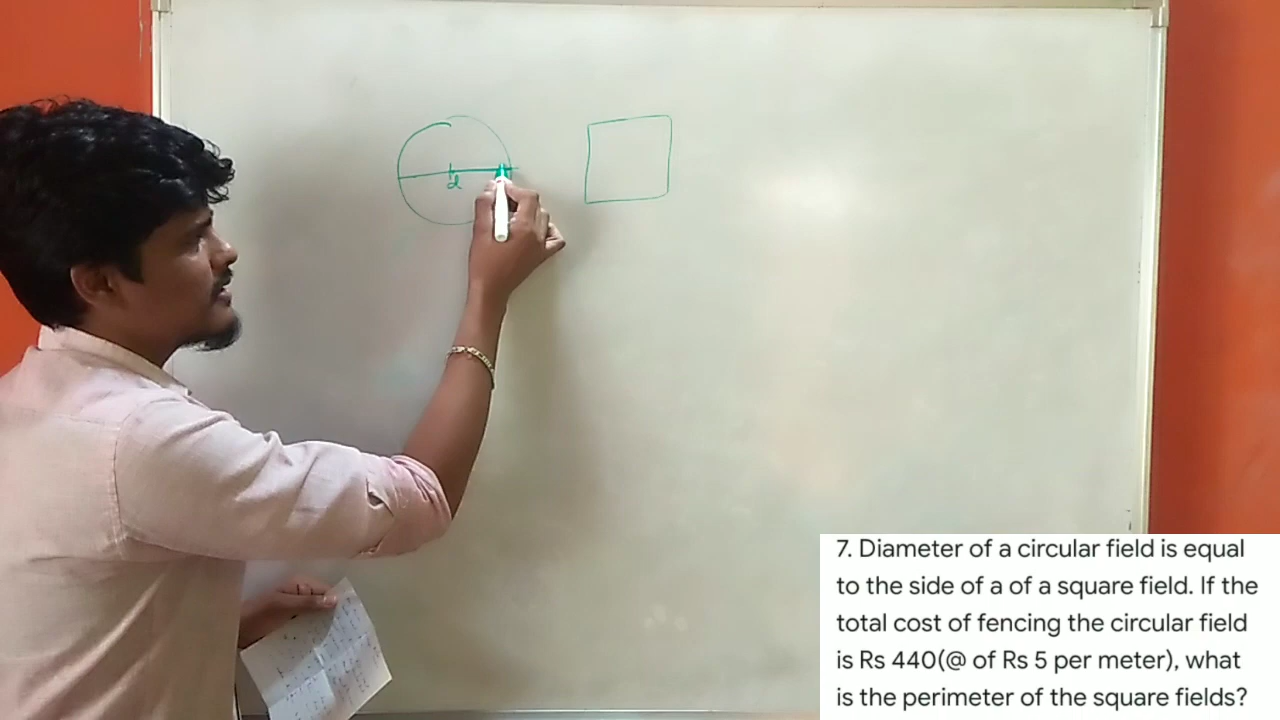 d
7. Diameter of a circular field is equal
to the side of a of a square field. If the
total cost of fencing the circular field
is Rs 440(@ of Rs 5 per meter), what
is the perimeter of the square fields?